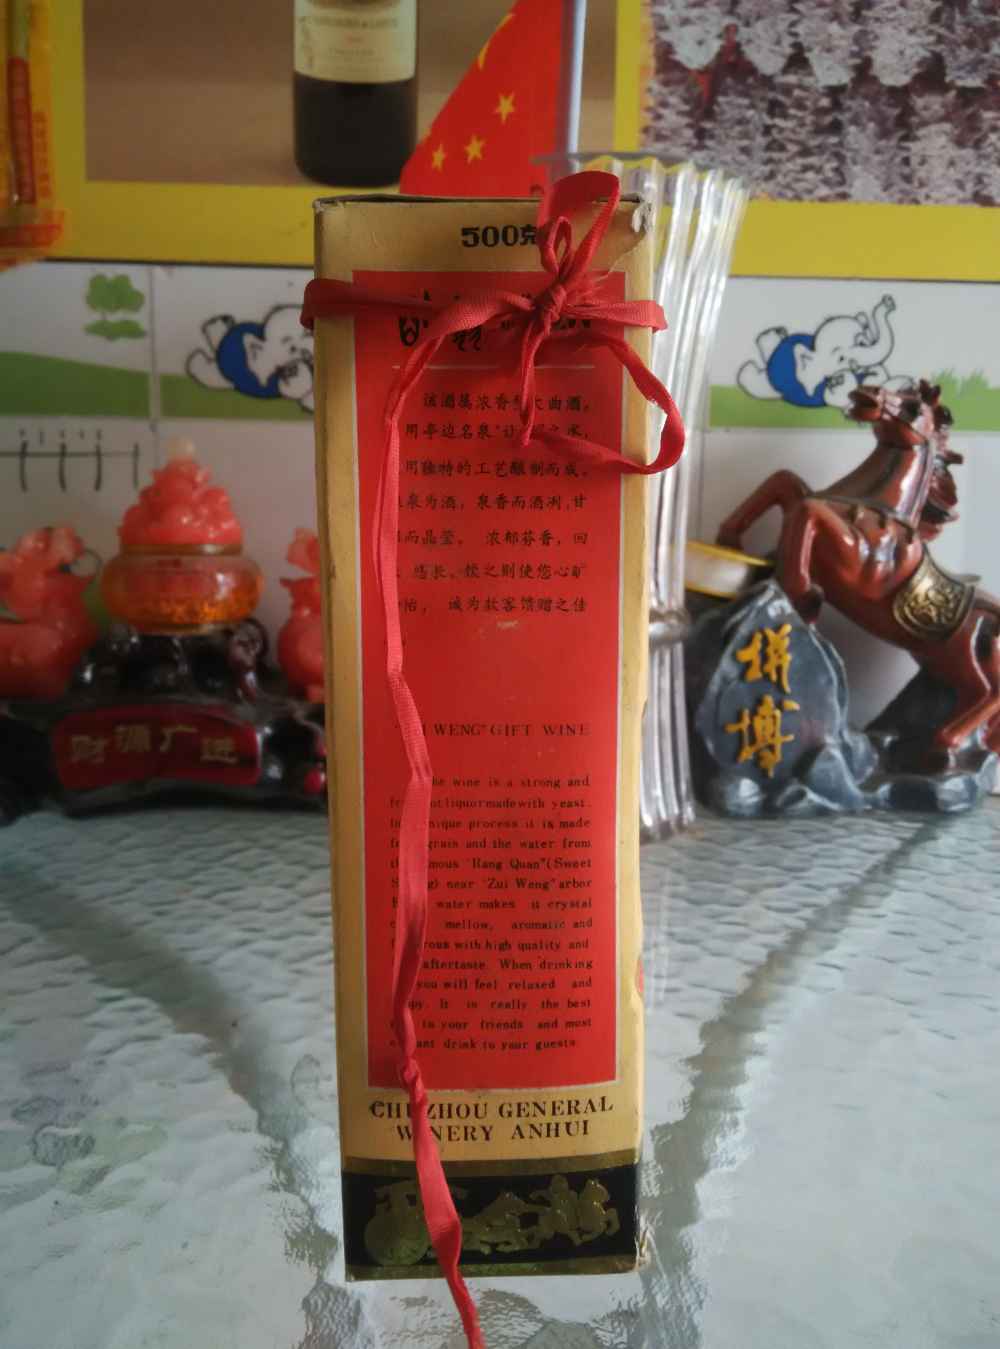 500克
该酒属浓香型大曲酒,
用亭边名泉"让泉"之水,
用独特的工艺酿制而成。
泉为酒, 泉香而酒冽,甘
而晶莹。 浓郁芬香, 回
悠长。饮之则使您心旷
怡, 诚为款客馈赠之佳
WENG" GIFT WINE
The wine is a strong and
liquor made with yeast.
unique process it is made
grain and the water from
"Rang Quan"(Sweet
near "Zui Weng" arbor
water makes it crystal
mellow, aromatic and
with high quality and
aftertaste. When drinking
you will feel relaxed and
It is really the best
to your friends and most
drink to your guests.
CHUZHOU GENERAL
WINERY ANHUI
财源广进
拼
搏